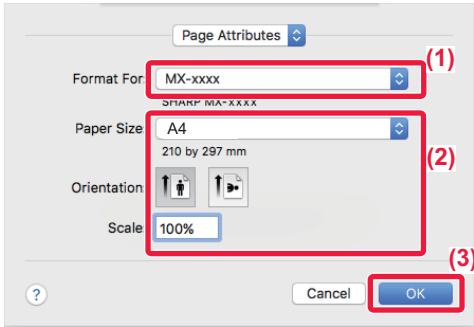 Page Attributes
(1)
Format For: MX-xxxx
SHARP MX-xxxx
Paper Size: A4
210 by 297 mm
(2)
Orientation:
Scale: 100%
(3)
? Cancel OK